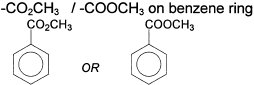 -CO₂CH₃ / -COOCH₃ on benzene ring
CO₂CH₃ COOCH₃
OR